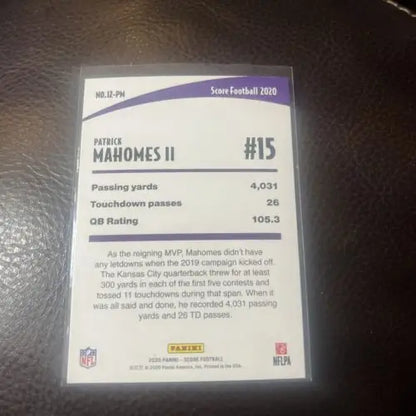 NO.IZ-PM
Score Football 2020
PATRICK
MAHOMES II #15
Passing yards 4,031
Touchdown passes 26
QB Rating 105.3
As the reigning MVP, Mahomes didn't have
any letdowns when the 2019 campaign kicked off.
The Kansas City quarterback threw for at least
300 yards in each of the first five contests and
tossed 11 touchdowns during that span. When it
was all said and done, he recorded 4,031 passing
yards and 26 TD passes.
NFL
PANINI
NFLPA
2020 PANINI - SCORE FOOTBALL
© 2020 Panini America, Inc. Printed in the USA.